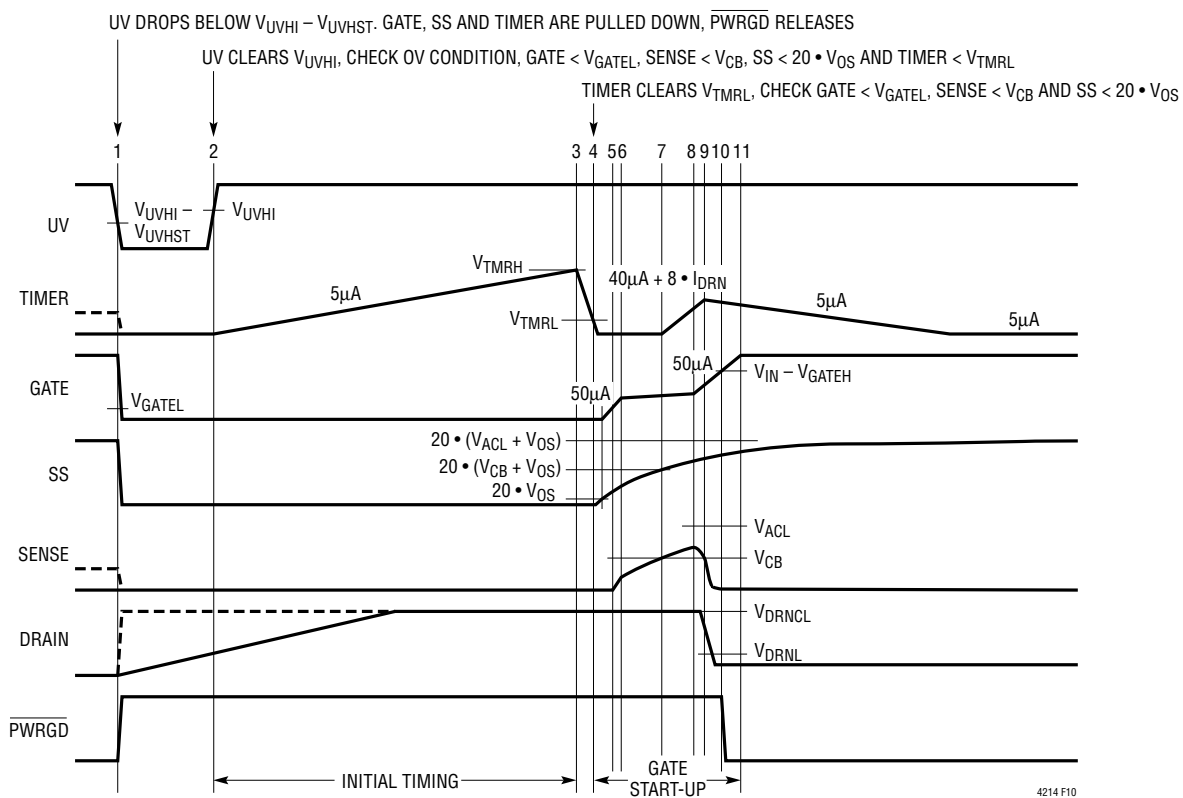 UV DROPS BELOW VUVHI – VUVHST. GATE, SS AND TIMER ARE PULLED DOWN, PWRGD RELEASES
UV CLEARS VUVHI, CHECK OV CONDITION, GATE < VGATEL, SENSE < VCB, SS < 20 • VOS AND TIMER < VTMRL
TIMER CLEARS VTMRL, CHECK GATE < VGATEL, SENSE < VCB AND SS < 20 • VOS
1 2 3 4 5 6 7 8 9 10 11
UV
VUVHI –
VUVHST
VUVHI
TIMER
5µA
VTMRH
VTMRL
40µA + 8 • IDRN
5µA
5µA
GATE
VGATEL
50µA
50µA
VIN – VGATEH
SS
20 • (VACL + VOS)
20 • (VCB + VOS)
20 • VOS
SENSE
VACL
VCB
DRAIN
VDRNCL
VDRNL
PWRGD
INITIAL TIMING
GATE
START-UP
4214 F10